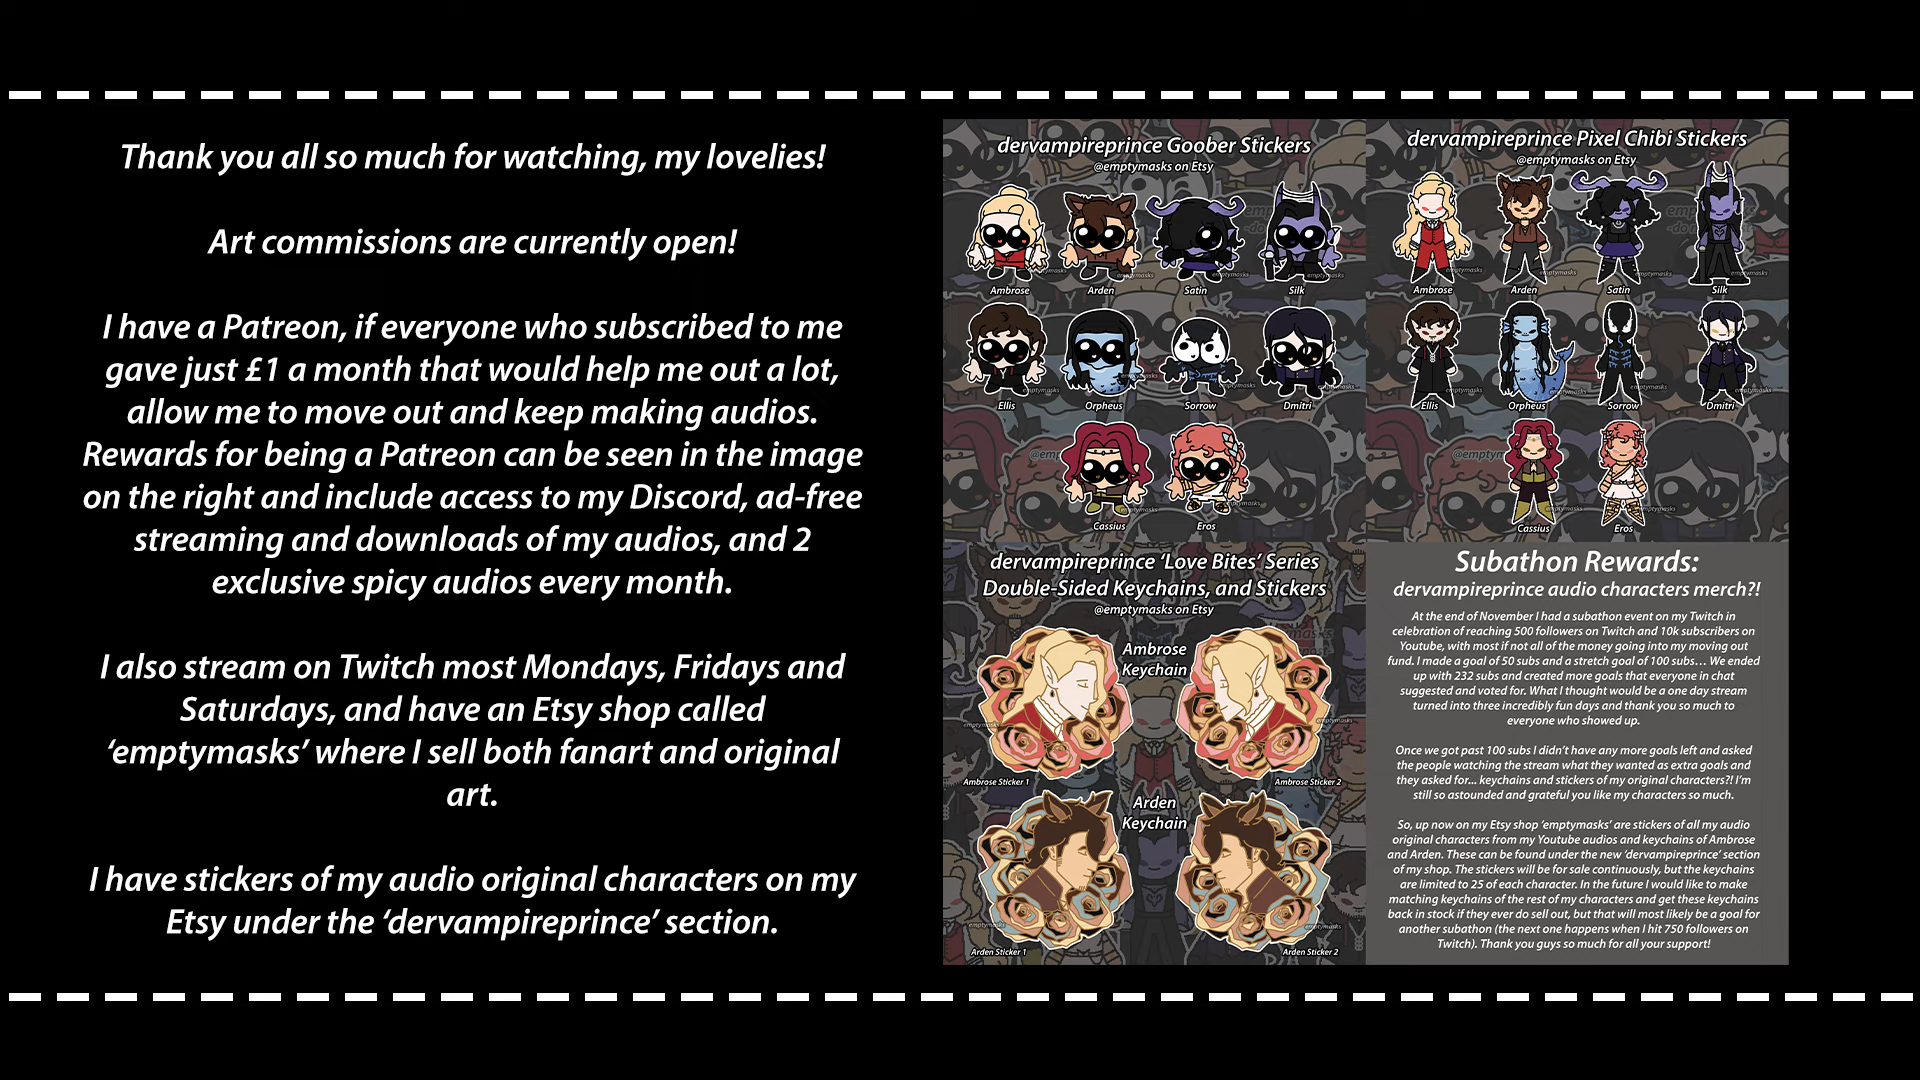 Thank you all so much for watching, my lovelies!
Art commissions are currently open!
I have a Patreon, if everyone who subscribed to me
gave just £1 a month that would help me out a lot,
allow me to move out and keep making audios.
Rewards for being a Patreon can be seen in the image
on the right and include access to my Discord, ad-free
streaming and downloads of my audios, and 2
exclusive spicy audios every month.
I also stream on Twitch most Mondays, Fridays and
Saturdays, and have an Etsy shop called
‘emptymasks’ where I sell both fanart and original
art.
I have stickers of my audio original characters on my
Etsy under the ‘dervampireprince’ section.
dervampireprince Goober Stickers
@emptymasks on Etsy
Ambrose Arden Satin Silk
Ellis Orpheus Sorrow Dmitri
Cassius Eros
dervampireprince Pixel Chibi Stickers
@emptymasks on Etsy
Ambrose Arden Satin Silk
Ellis Orpheus Sorrow Dmitri
Cassius Eros
dervampireprince ‘Love Bites’ Series
Double-Sided Keychains, and Stickers
@emptymasks on Etsy
Ambrose
Keychain
Ambrose Sticker 1 Ambrose Sticker 2
Arden
Keychain
Arden Sticker 1 Arden Sticker 2
Subathon Rewards:
dervampireprince audio characters merch?!
At the end of November I had a subathon event on my Twitch in
celebration of reaching 500 followers on Twitch and 10k subscribers on
Youtube, with most if not all of the money going into my moving out
fund. I made a goal of 50 subs and a stretch goal of 100 subs... We ended
up with 232 subs and created more goals that everyone in chat
suggested and voted for. What I thought would be a one day stream
turned into three incredibly fun days and thank you so much to
everyone who showed up.
Once we got past 100 subs I didn't have any more goals left and asked
the people watching the stream what they wanted as extra goals and
they asked for... keychains and stickers of my original characters?! I'm
still so astounded and grateful you like my characters so much.
So, up now on my Etsy shop ‘emptymasks’ are stickers of all my audio
original characters from my Youtube audios and keychains of Ambrose
and Arden. These can be found under the new ‘dervampireprince’ section
of my shop. The stickers will be for sale continuously, but the keychains
are limited to 25 of each character. In the future I would like to make
matching keychains of the rest of my characters and get these keychains
back in stock if they ever do sell out, but that will most likely be a goal for
another subathon (the next one happens when I hit 750 followers on
Twitch). Thank you guys so much for all your support!